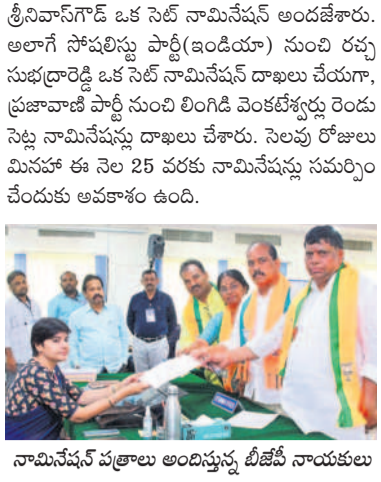 శ్రీనివాస్‌గౌడ్ ఒక సెట్ నామినేషన్ అందజేశారు.
అలాగే సోషలిస్టు పార్టీ(ఇండియా) నుంచి రచ్చ
సుభద్రారెడ్డి ఒక సెట్ నామినేషన్ దాఖలు చేయగా,
ప్రజావాణి పార్టీ నుంచి లింగిడి వెంకటేశ్వర్లు రెండు
సెట్ల నామినేషన్లు దాఖలు చేశారు. సెలవు రోజులు
మినహా ఈ నెల 25 వరకు నామినేషన్లు సమర్పిం
చేందుకు అవకాశం ఉంది.
నామినేషన్ పత్రాలు అందిస్తున్న బీజేపీ నాయకులు